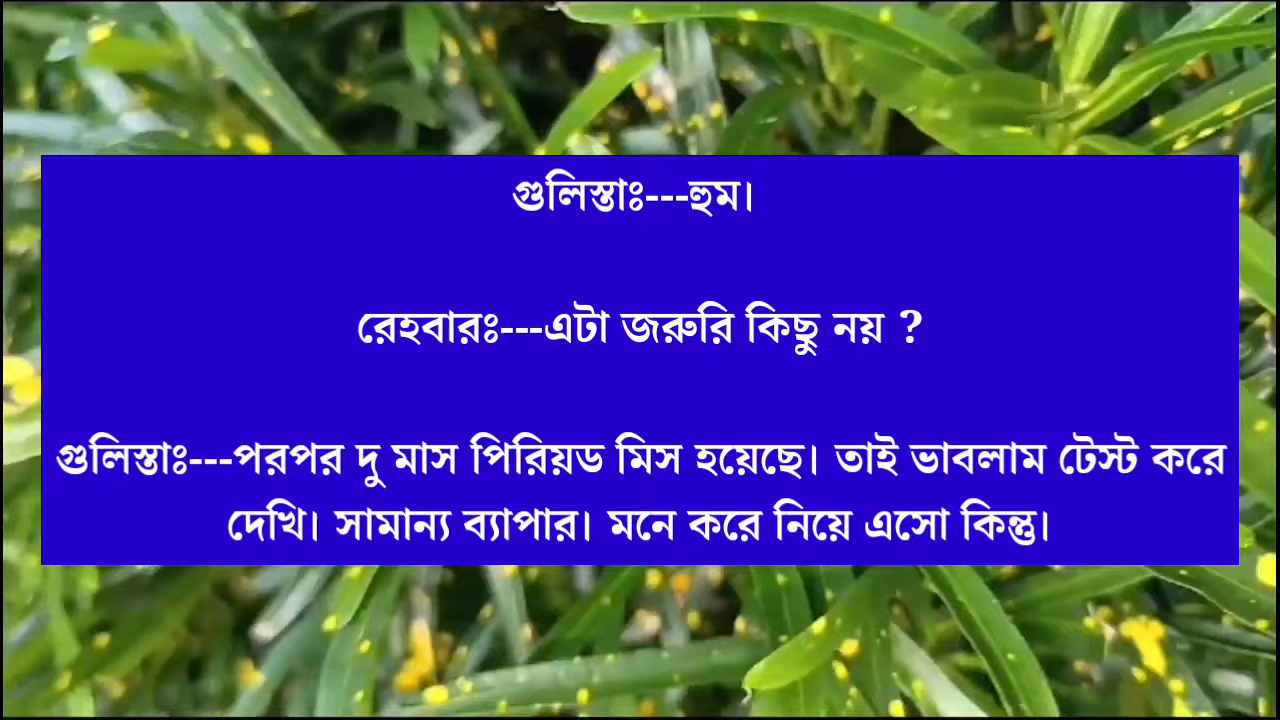 গুলিস্তাঃ---হুম।
রেহবারঃ---এটা জরুরি কিছু নয় ?
গুলিস্তাঃ---পরপর দু মাস পিরিয়ড মিস হয়েছে। তাই ভাবলাম টেস্ট করে
দেখি। সামান্য ব্যাপার। মনে করে নিয়ে এসো কিন্তু।